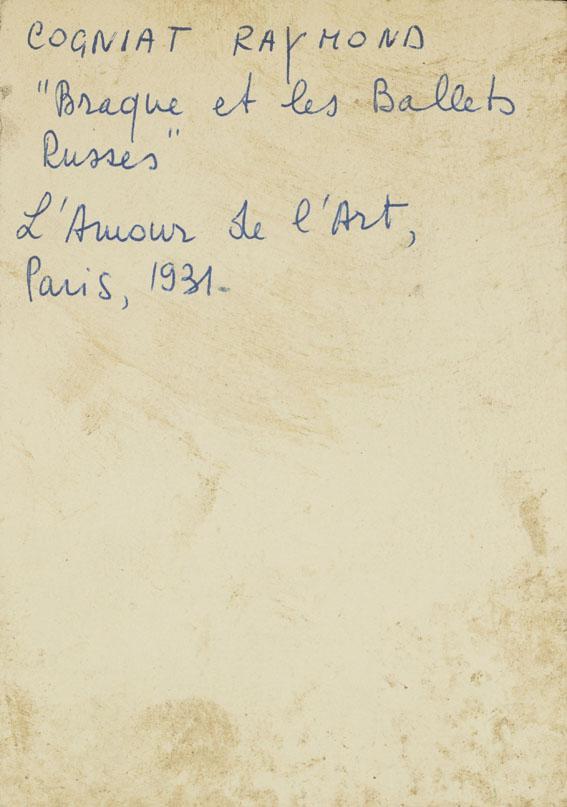 COGNIAT RAYMOND
"Braque et les Ballets
Russes"
L'Amour de l'Art,
Paris, 1931.